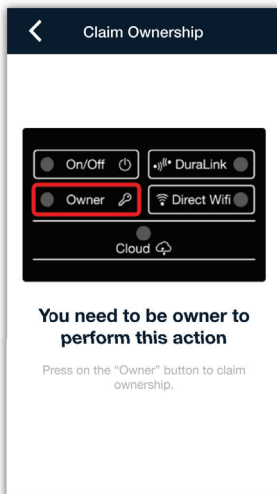 Claim Ownership
On/Off
DuraLink
Owner
Direct Wifi
Cloud
You need to be owner to
perform this action
Press on the “Owner” button to claim
ownership.